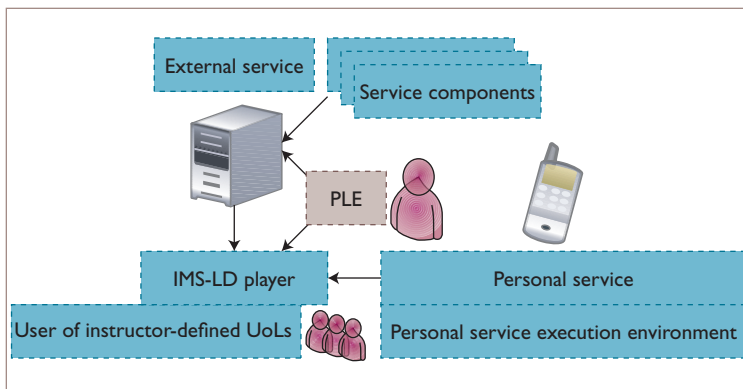 External service
Service components
PLE
IMS-LD player
Personal service
User of instructor-defined UoLs
Personal service execution environment